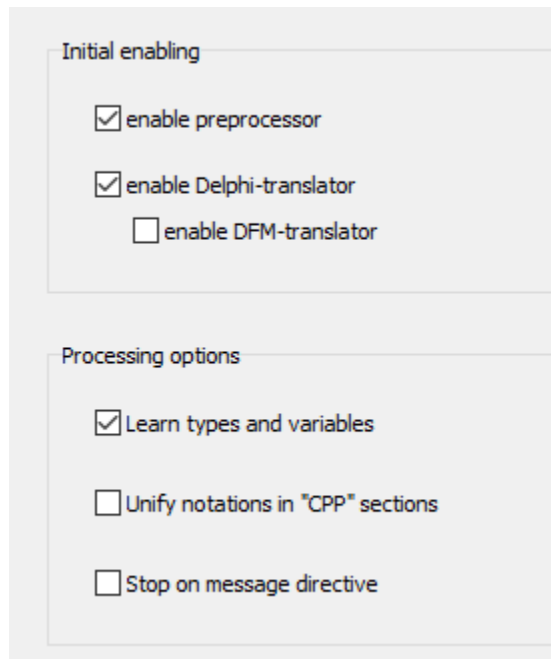 Initial enabling
enable preprocessor
enable Delphi-translator
enable DFM-translator
Processing options
Learn types and variables
Unify notations in "CPP" sections
Stop on message directive